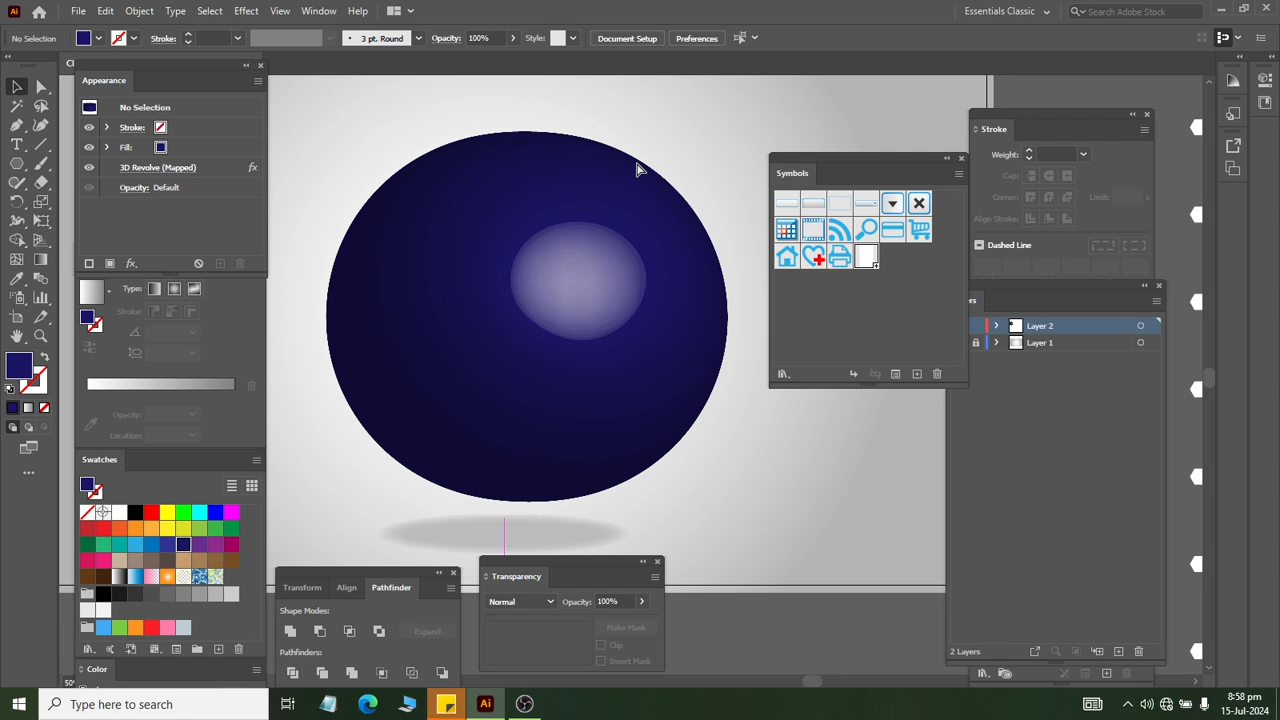 Ai File Edit Object Type Select Effect View Window Help Essentials Classic Search Adobe Stock
No Selection Stroke: 3 pt. Round Opacity: 100% Style: Document Setup Preferences
Appearance
No Selection
Stroke:
Fill:
3D Revolve (Mapped) fx
Opacity: Default
Type:
Stroke:
Opacity:
Location:
Swatches
Color
Symbols
Stroke
Weight:
Cap:
Corner: Limit:
Align Stroke:
Dashed Line
Layer 2
Layer 1
2 Layers
Transform Align Pathfinder
Shape Modes:
Expand
Pathfinders:
Transparency
Normal Opacity: 100%
Make Mask
Clip
Invert Mask
Type here to search
Ai
8:58 pm
15-Jul-2024